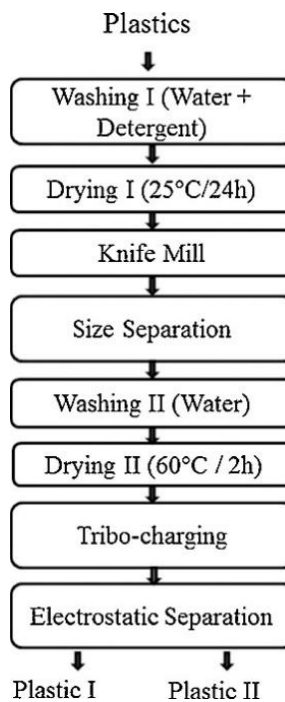 Plastics
Washing I (Water +
Detergent)
Drying I (25°C/24h)
Knife Mill
Size Separation
Washing II (Water)
Drying II (60°C / 2h)
Tribo-charging
Electrostatic Separation
Plastic I
Plastic II